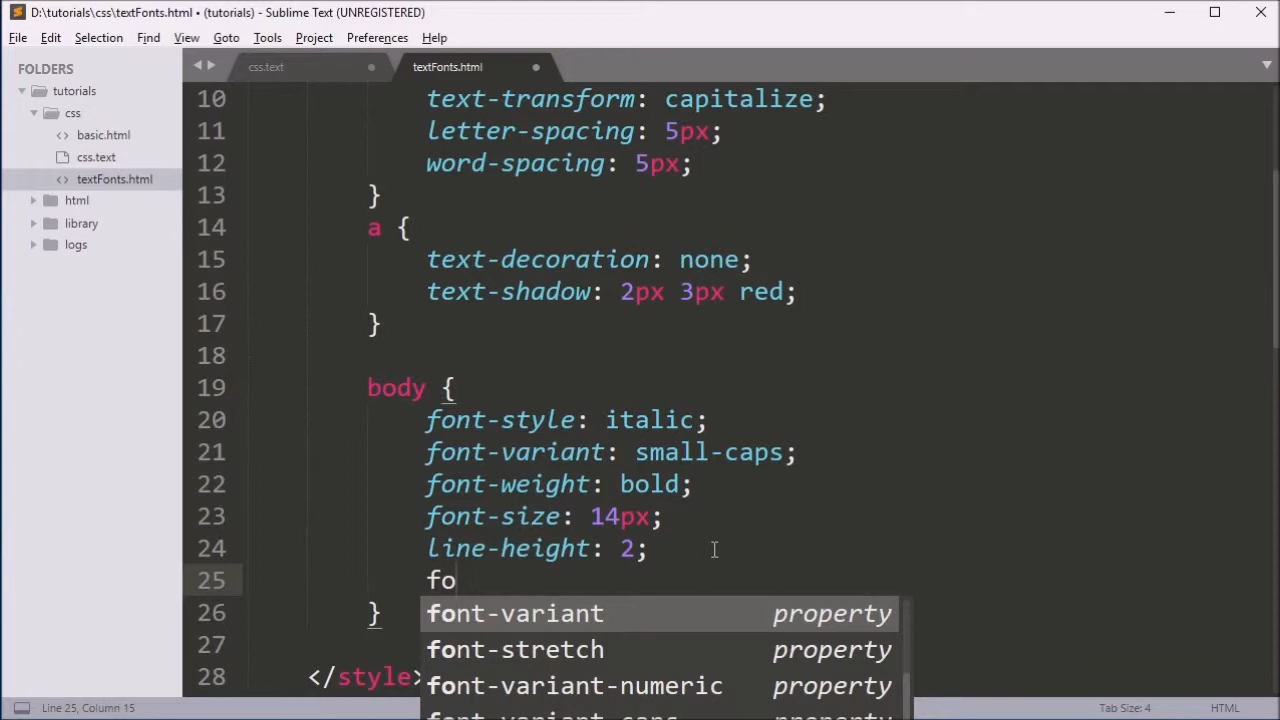 D:\tutorials\css\textFonts.html • (tutorials) - Sublime Text (UNREGISTERED)
File Edit Selection Find View Goto Tools Project Preferences Help
FOLDERS
tutorials
css
basic.html
css.text
textFonts.html
html
library
logs
css.text textFonts.html
10 text-transform: capitalize;
11 letter-spacing: 5px;
12 word-spacing: 5px;
13 }
14 a {
15 text-decoration: none;
16 text-shadow: 2px 3px red;
17 }
18
19 body {
20 font-style: italic;
21 font-variant: small-caps;
22 font-weight: bold;
23 font-size: 14px;
24 line-height: 2;
25 fo
26 }
27
28 </style>
font-variant property
font-stretch property
font-variant-numeric property
font-variant-caps property
Line 25, Column 15 Tab Size: 4 HTML